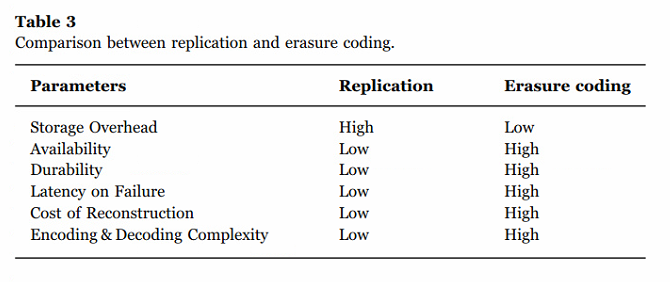 Table 3
Comparison between replication and erasure coding.
Parameters Replication Erasure coding
Storage Overhead High Low
Availability Low High
Durability Low High
Latency on Failure Low High
Cost of Reconstruction Low High
Encoding & Decoding Complexity Low High